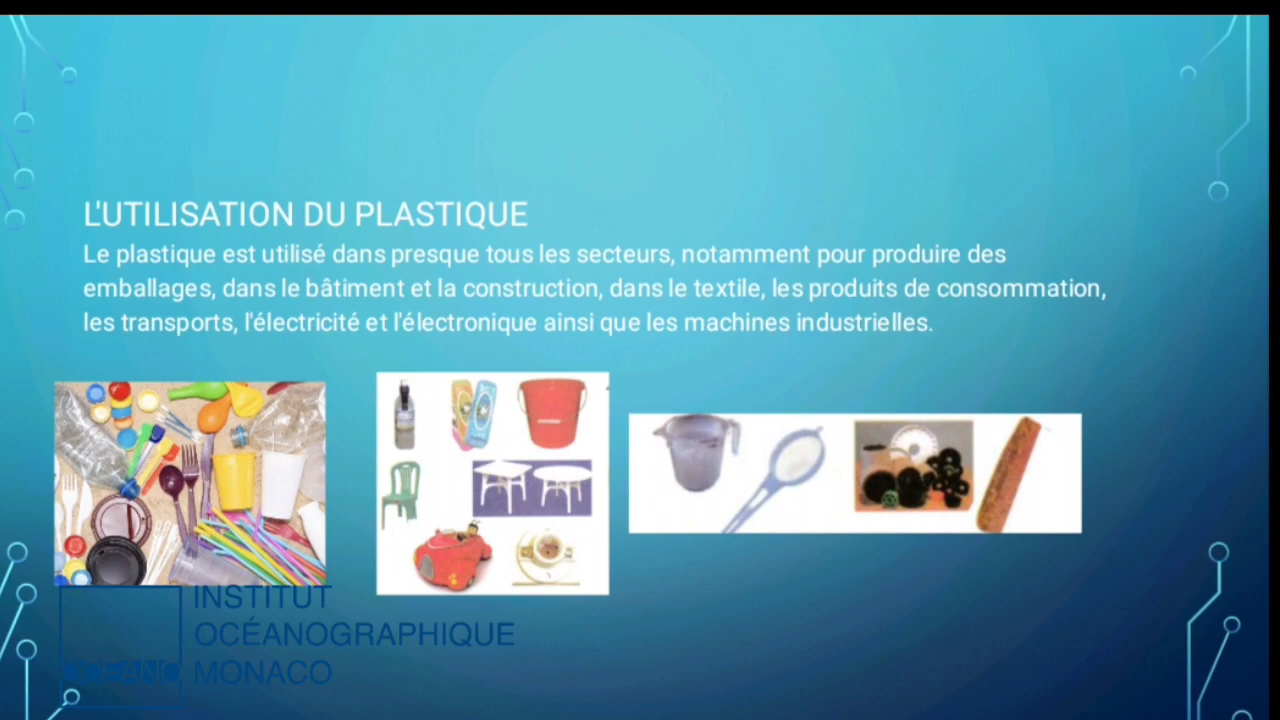 L'UTILISATION DU PLASTIQUE
Le plastique est utilisé dans presque tous les secteurs, notamment pour produire des
emballages, dans le bâtiment et la construction, dans le textile, les produits de consommation,
les transports, l'électricité et l'électronique ainsi que les machines industrielles.
INSTITUT
OCÉANOGRAPHIQUE
OCEANO MONACO